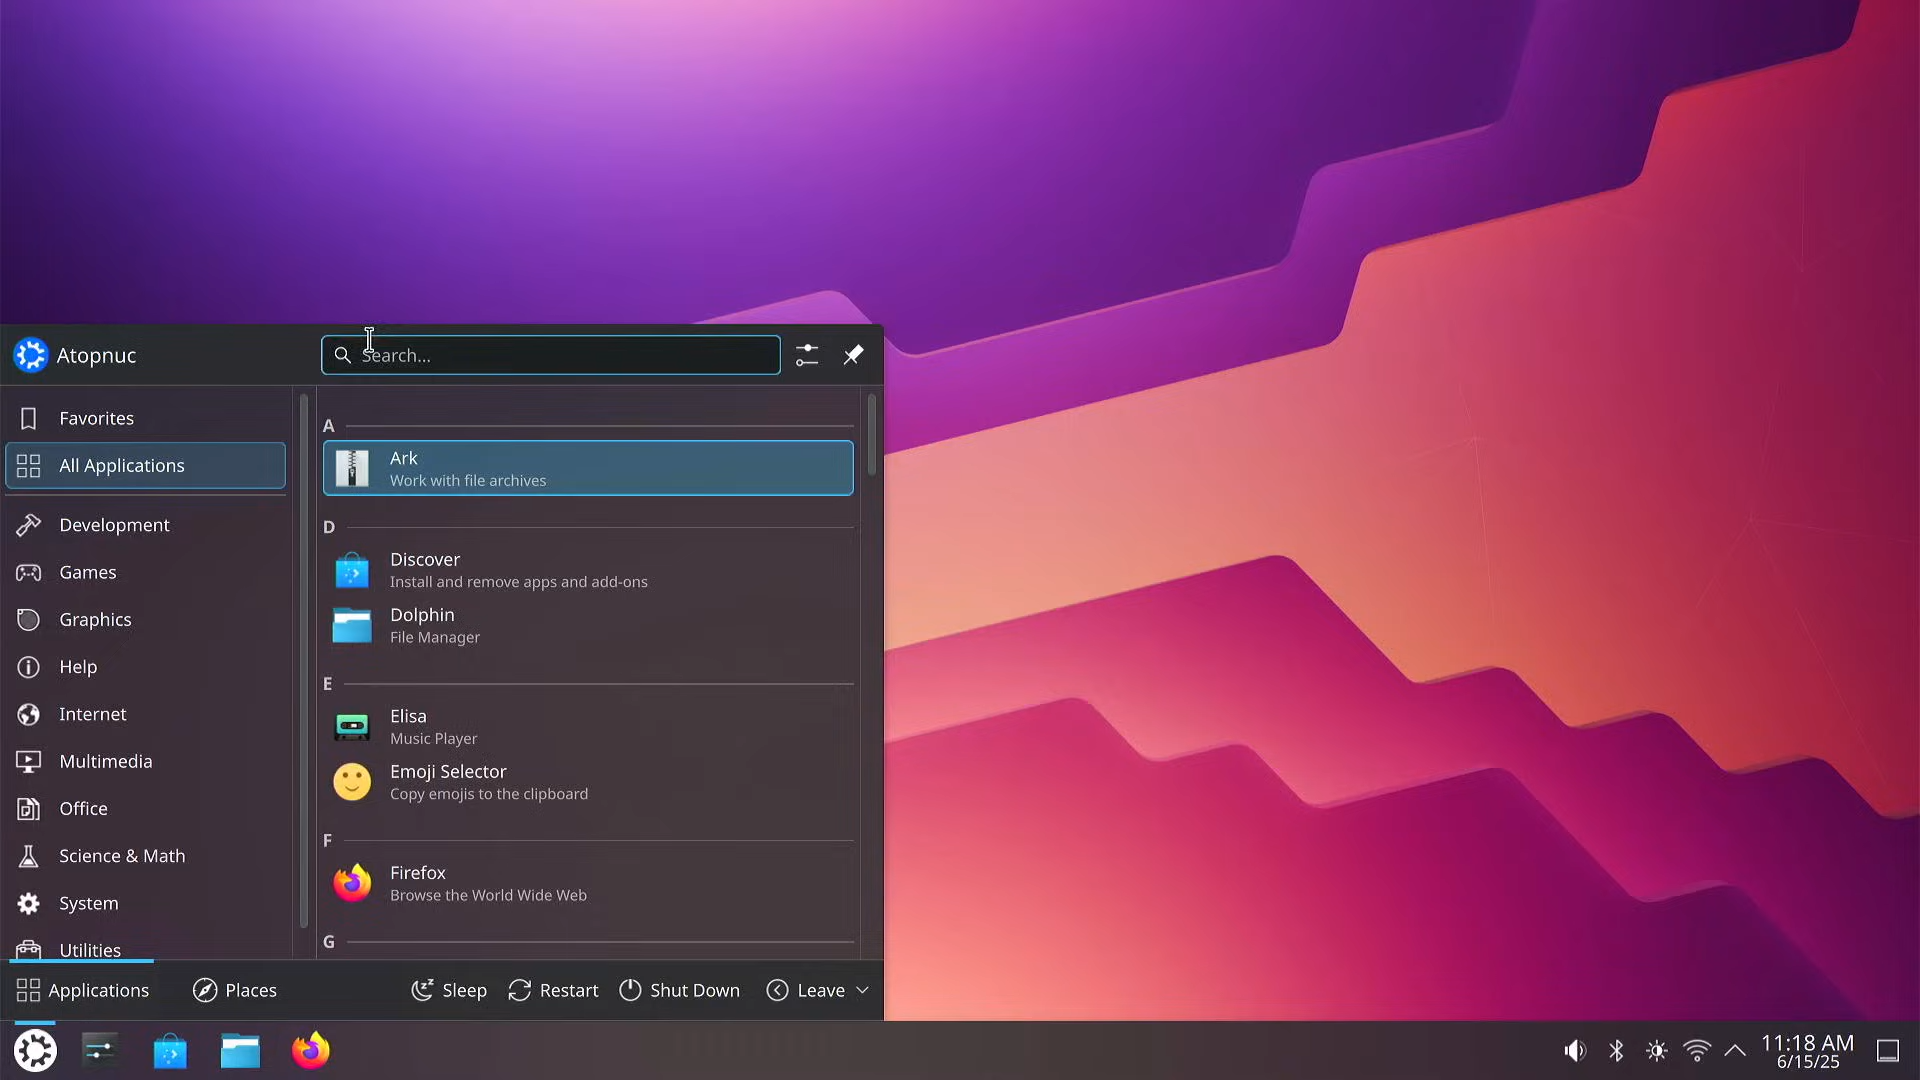 Atopnuc
Search...
Favorites
All Applications
Development
Games
Graphics
Help
Internet
Multimedia
Office
Science & Math
System
Utilities
A
Ark
Work with file archives
D
Discover
Install and remove apps and add-ons
Dolphin
File Manager
E
Elisa
Music Player
Emoji Selector
Copy emojis to the clipboard
F
Firefox
Browse the World Wide Web
G
Applications
Places
Sleep
Restart
Shut Down
Leave
11:18 AM
6/15/25